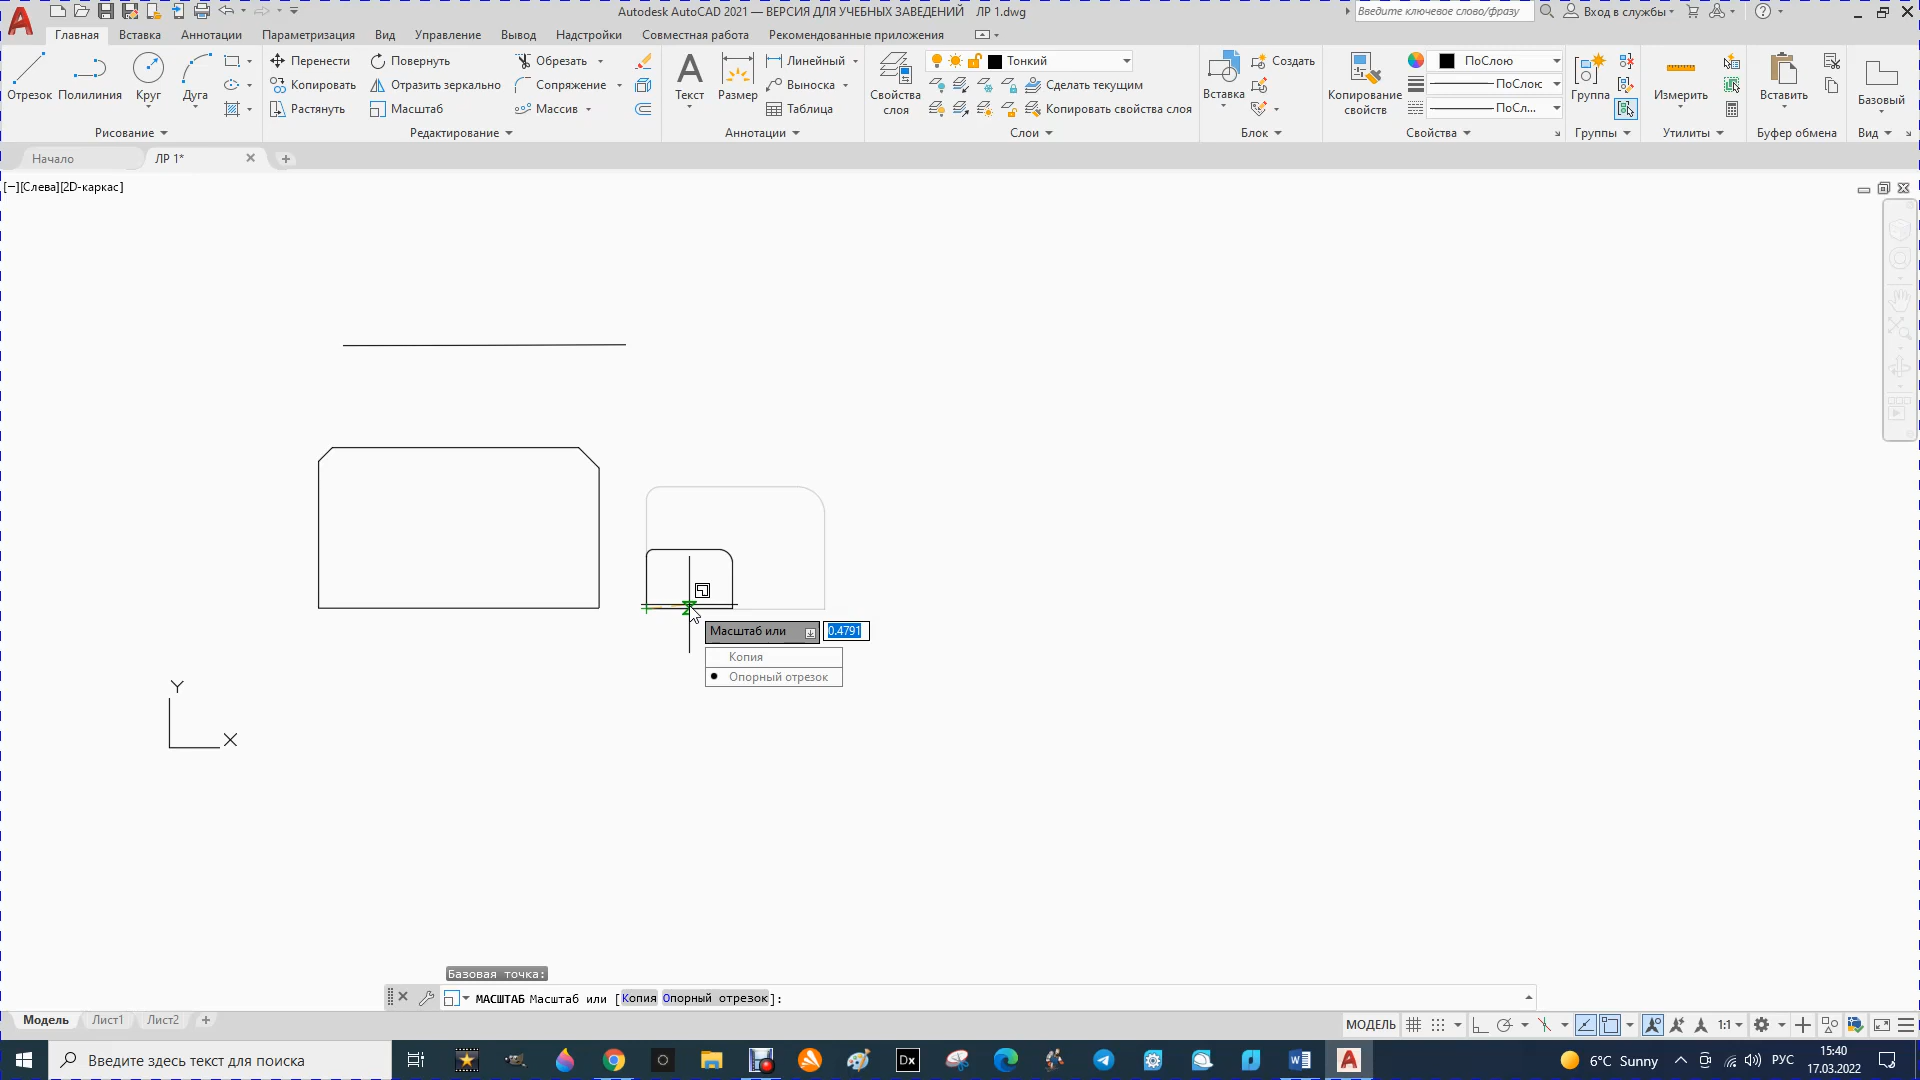 Autodesk AutoCAD 2021 — ВЕРСИЯ ДЛЯ УЧЕБНЫХ ЗАВЕДЕНИЙ ЛР 1.dwg
Введите ключевое слово/фразу
Вход в службы
Главная Вставка Аннотации Параметризация Вид Управление Вывод Надстройки Совместная работа Рекомендованные приложения
Отрезок Полилиния Круг Дуга
Рисование
Перенести Повернуть Обрезать
Копировать Отразить зеркально Сопряжение
Растянуть Масштаб Массив
Редактирование
Текст Размер
Линейный
Выноска
Таблица
Аннотации
Свойства слоя
Тонкий
Сделать текущим
Копировать свойства слоя
Слои
Вставка
Создать
Блок
Копирование свойств
ПоСлою
ПоСлою
ПоСл...
Свойства
Группа
Группы
Измерить
Утилиты
Вставить
Буфер обмена
Базовый
Вид
Начало ЛР 1*
[−][Слева][2D-каркас]
Масштаб или 0.4791
Копия
Опорный отрезок
Y
X
Базовая точка:
МАСШТАБ Масштаб или [Копия Опорный отрезок]:
Модель Лист1 Лист2 +
МОДЕЛЬ 1:1
Введите здесь текст для поиска
Dx
6°C Sunny
РУС
15:40
17.03.2022